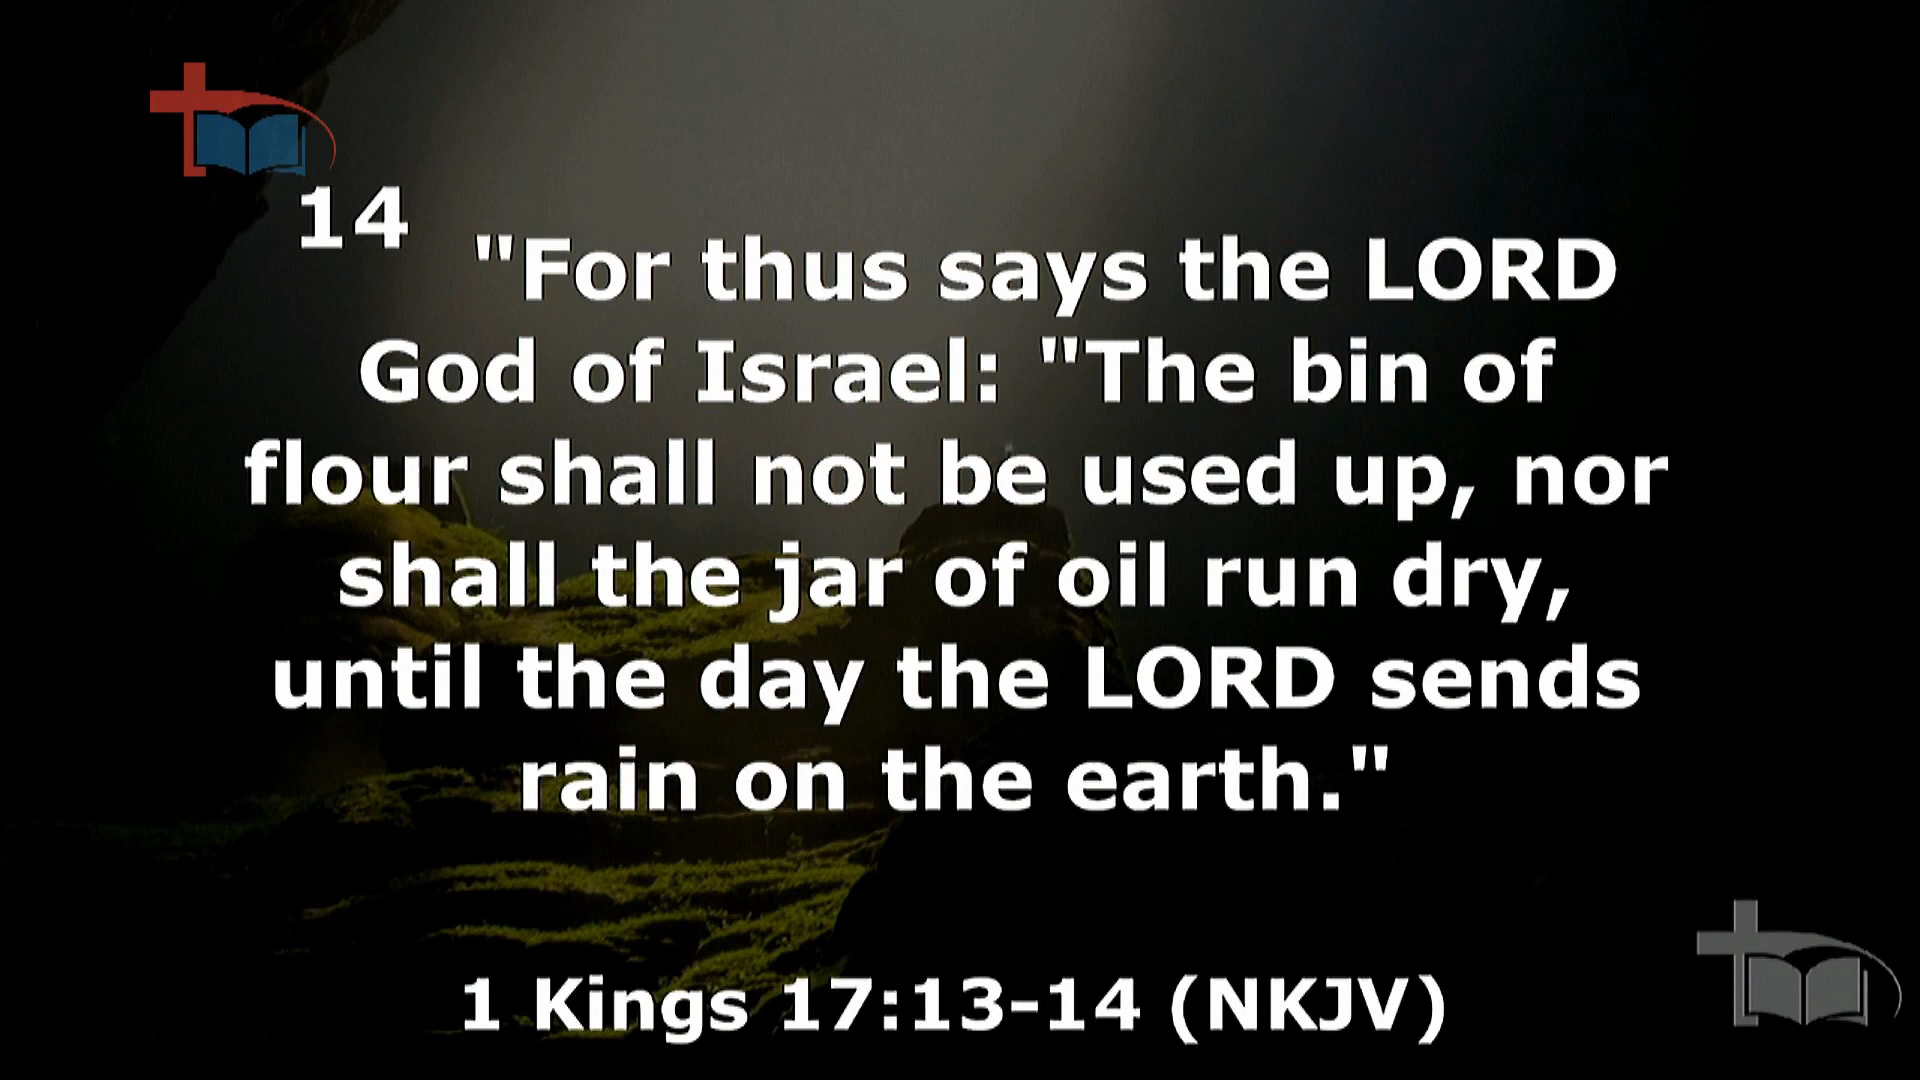 14 "For thus says the LORD
God of Israel: "The bin of
flour shall not be used up, nor
shall the jar of oil run dry,
until the day the LORD sends
rain on the earth."
1 Kings 17:13-14 (NKJV)